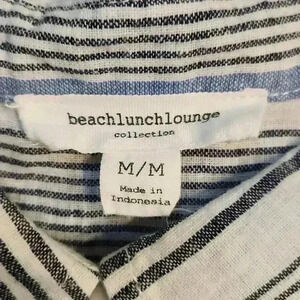 beachlunchlounge
collection
M/M
Made in
Indonesia